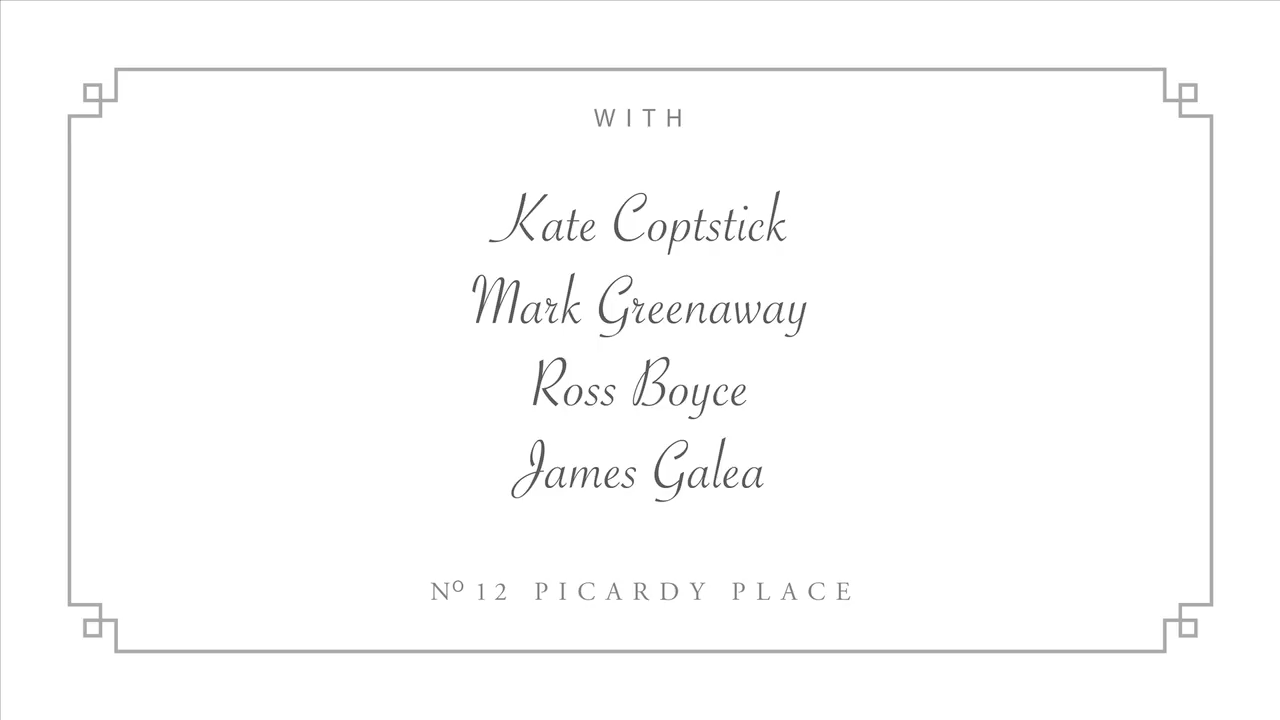 WITH
Kate Coptstick
Mark Greenaway
Ross Boyce
James Galea
Nº 12 PICARDY PLACE